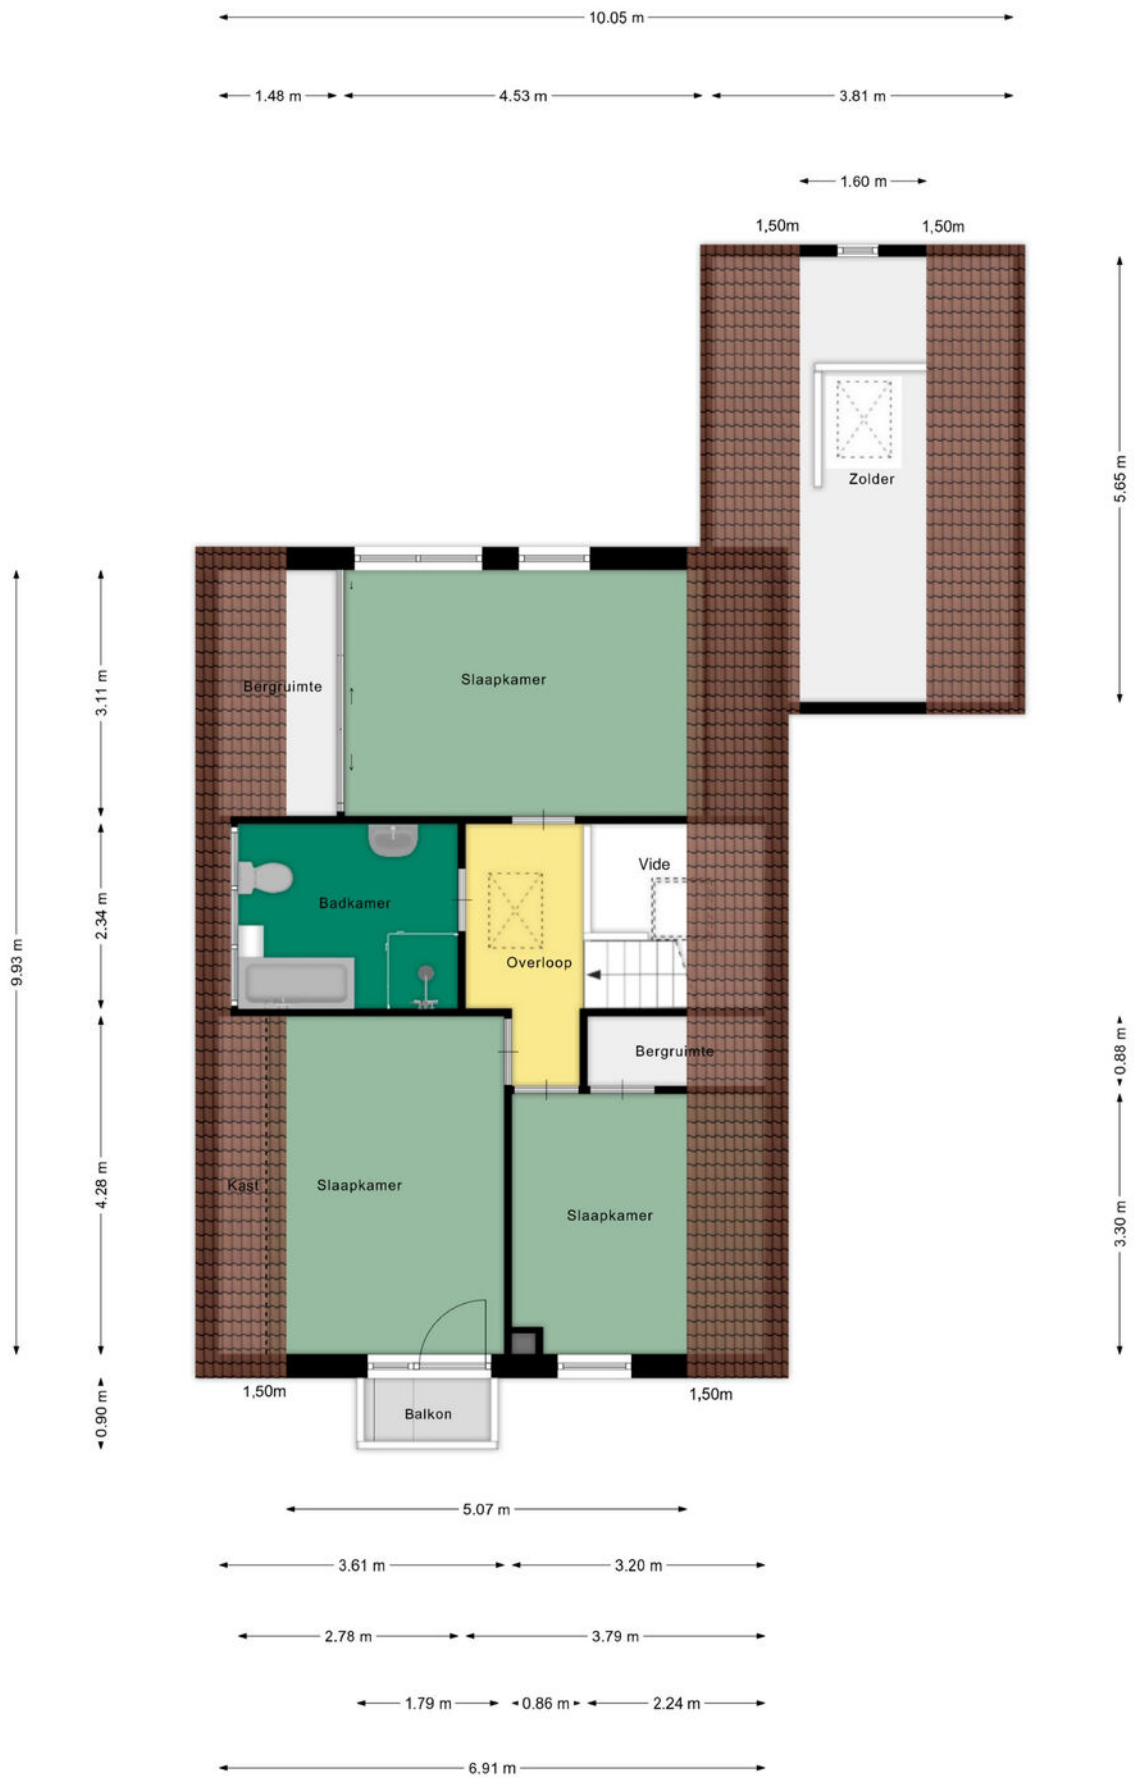 10.05 m
1.48 m
4.53 m
3.81 m
1.60 m
1,50m
1,50m
5.65 m
Zolder
3.11 m
Bergruimte
Slaapkamer
9.93 m
2.34 m
Vide
Badkamer
Overloop
Bergruimte
0.88 m
4.28 m
Kast
Slaapkamer
Slaapkamer
3.30 m
1,50m
1,50m
0.90 m
Balkon
5.07 m
3.61 m
3.20 m
2.78 m
3.79 m
1.79 m
0.86 m
2.24 m
6.91 m